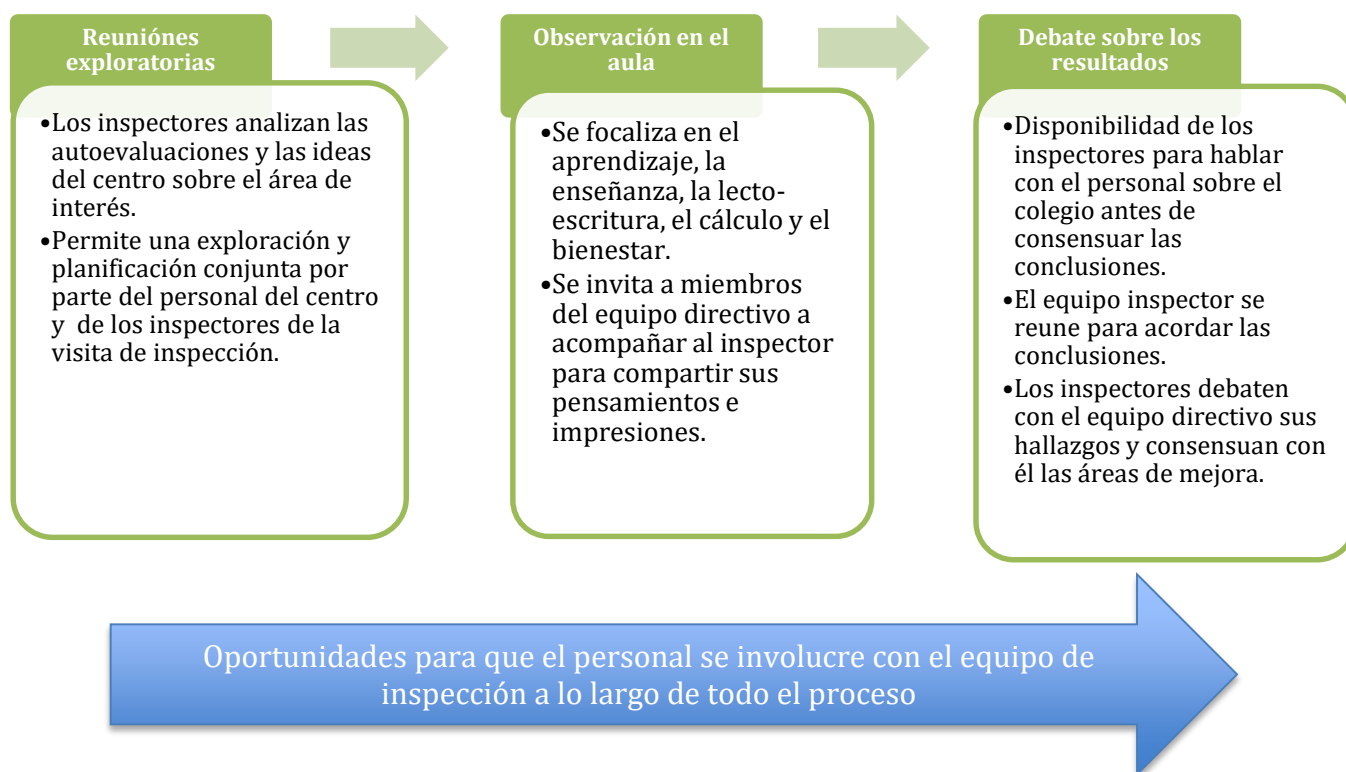 Reuniónes
exploratorias
•Los inspectores analizan las
autoevaluaciones y las ideas
del centro sobre el área de
interés.
•Permite una exploración y
planificación conjunta por
parte del personal del centro
y  de los inspectores de la
visita de inspección.
Observación en el
aula
•Se focaliza en el
aprendizaje, la
enseñanza, la lecto-
escritura, el cálculo y el
bienestar.
•Se invita a miembros
del equipo directivo a
acompañar al inspector
para compartir sus
pensamientos e
impresiones.
Debate sobre los
resultados
•Disponibilidad de los
inspectores para hablar
con el personal sobre el
colegio antes de
consensuar las
conclusiones.
•El equipo inspector se
reune para acordar las
conclusiones.
•Los inspectores debaten
con el equipo directivo sus
hallazgos y consensuan con
él las áreas de mejora.
Oportunidades para que el personal se involucre con el equipo de
inspección a lo largo de todo el proceso